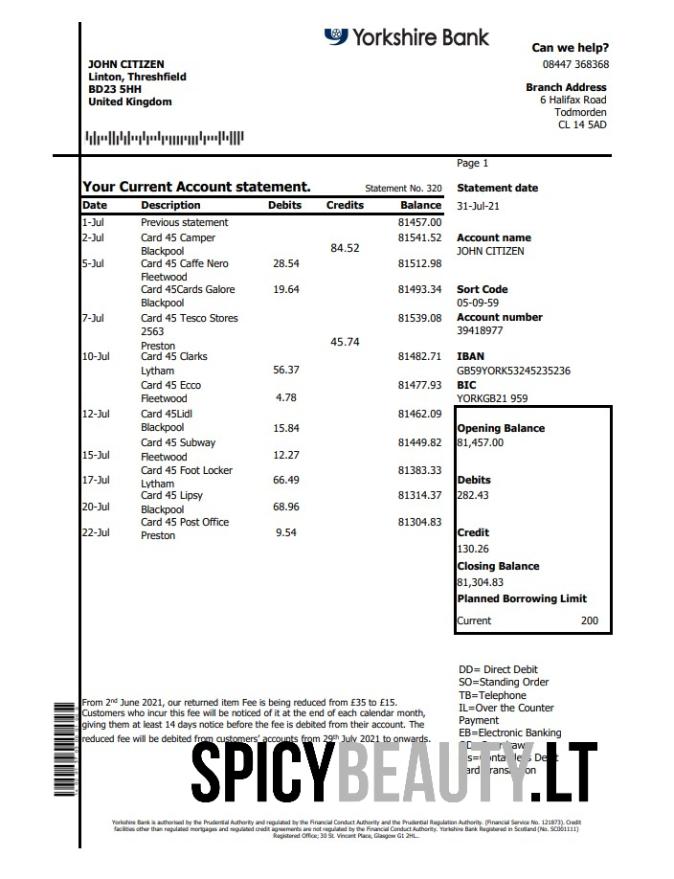 Yorkshire Bank
Can we help?
08447 368368
JOHN CITIZEN
Linton, Threshfield
BD23 5HH
United Kingdom
Branch Address
6 Halifax Road
Todmorden
CL 14 5AD
Page 1
Your Current Account statement. Statement No. 320
Date Description Debits Credits Balance
1-Jul Previous statement 81457.00
2-Jul Card 45 Camper 81541.52
Blackpool 84.52
5-Jul Card 45 Caffe Nero 28.54 81512.98
Fleetwood
Card 45Cards Galore 19.64 81493.34
Blackpool
7-Jul Card 45 Tesco Stores 81539.08
2563
Preston 45.74
10-Jul Card 45 Clarks 81482.71
Lytham 56.37
Card 45 Ecco 81477.93
Fleetwood 4.78
12-Jul Card 45Lidl 81462.09
Blackpool 15.84
Card 45 Subway 81449.82
15-Jul Fleetwood 12.27
Card 45 Foot Locker 81383.33
17-Jul Lytham 66.49
Card 45 Lipsy 81314.37
20-Jul Blackpool 68.96
Card 45 Post Office 81304.83
22-Jul Preston 9.54
Statement date
31-Jul-21
Account name
JOHN CITIZEN
Sort Code
05-09-59
Account number
39418977
IBAN
GB59YORK53245235236
BIC
YORKGB21 959
Opening Balance
81,457.00
Debits
282.43
Credit
130.26
Closing Balance
81,304.83
Planned Borrowing Limit
Current 200
DD= Direct Debit
SO=Standing Order
TB=Telephone
IL=Over the Counter
Payment
EB=Electronic Banking
From 2nd June 2021, our returned item Fee is being reduced from £35 to £15.
Customers who incur this fee will be noticed of it at the end of each calendar month,
giving them at least 14 days notice before the fee is debited from their account. The
reduced fee will be debited from customers' accounts from 29th July 2021 to onwards.
SPICYBEAUTY.LT
Yorkshire Bank is authorised by the Prudential Authority and regulated by the Financial Conduct Authority and the Prudential Regulation Authority. (Financial Service No. 121873). Credit
facilities other than regulated mortgages and regulated credit agreements are not regulated by the Financial Conduct Authority. Yorkshire Bank Registered in Scotland (No. SC001111)
Registered Office; 30 St. Vincent Place, Glasgow G1 2HL..